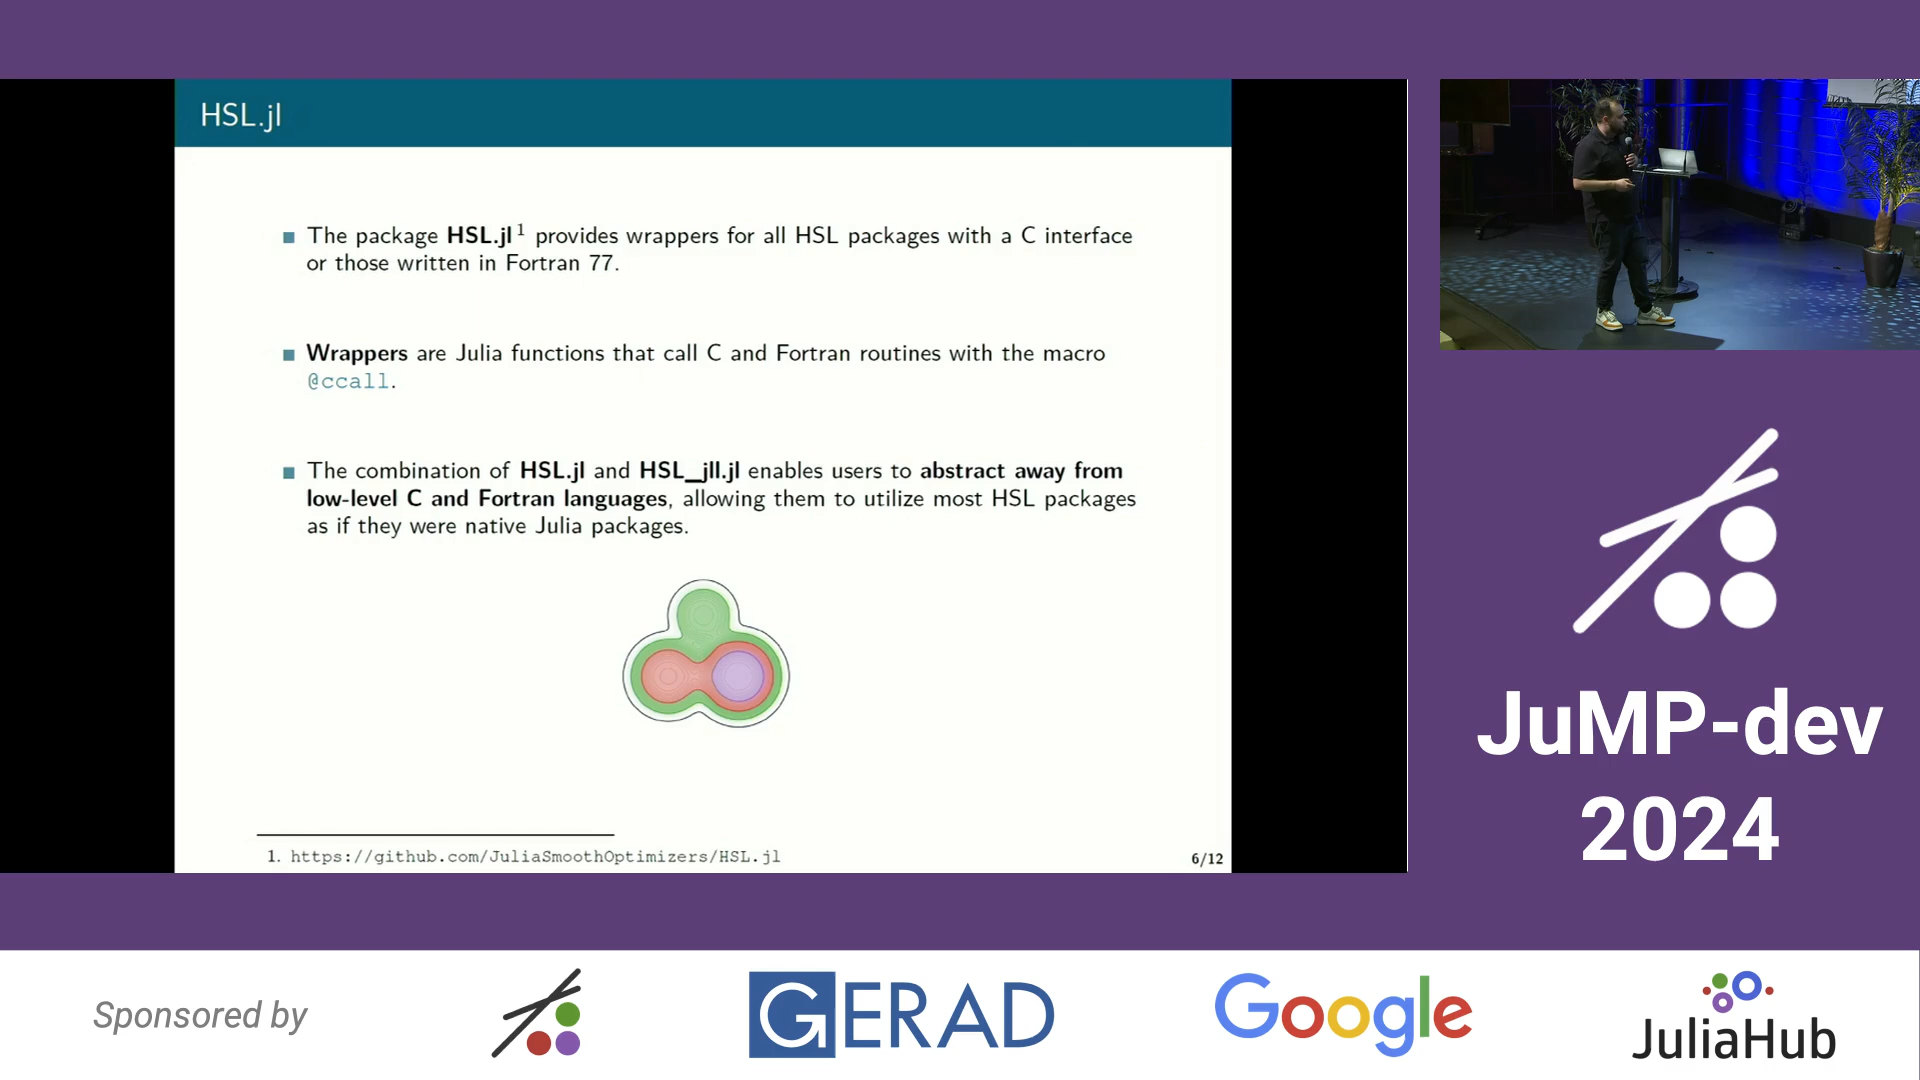 HSL.jl
■ The package HSL.jl¹ provides wrappers for all HSL packages with a C interface
or those written in Fortran 77.
■ Wrappers are Julia functions that call C and Fortran routines with the macro
@ccall.
■ The combination of HSL.jl and HSL_jll.jl enables users to abstract away from
low-level C and Fortran languages, allowing them to utilize most HSL packages
as if they were native Julia packages.
1. https://github.com/JuliaSmoothOptimizers/HSL.jl
6/12
JuMP-dev
2024
Sponsored by
GERAD
Google
JuliaHub